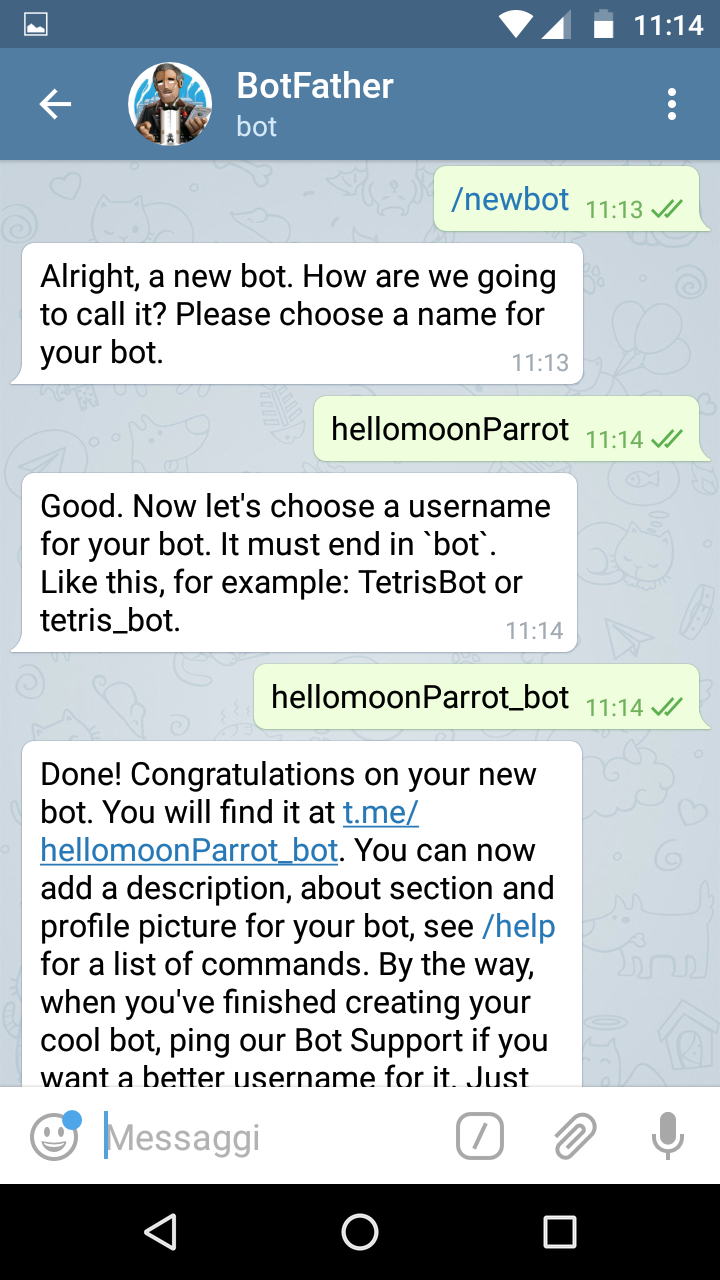 11:14
BotFather
bot
/newbot 11:13
Alright, a new bot. How are we going
to call it? Please choose a name for
your bot. 11:13
hellomoonParrot 11:14
Good. Now let's choose a username
for your bot. It must end in `bot`.
Like this, for example: TetrisBot or
tetris_bot. 11:14
hellomoonParrot_bot 11:14
Done! Congratulations on your new
bot. You will find it at t.me/
hellomoonParrot_bot. You can now
add a description, about section and
profile picture for your bot, see /help
for a list of commands. By the way,
when you've finished creating your
cool bot, ping our Bot Support if you
want a better username for it. Just
Messaggi